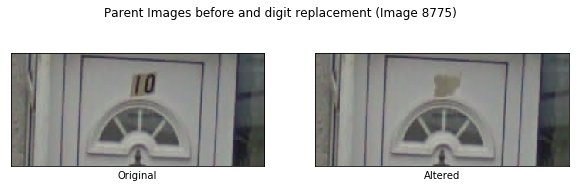 Parent Images before and digit replacement (Image 8775)
10
Original
Altered